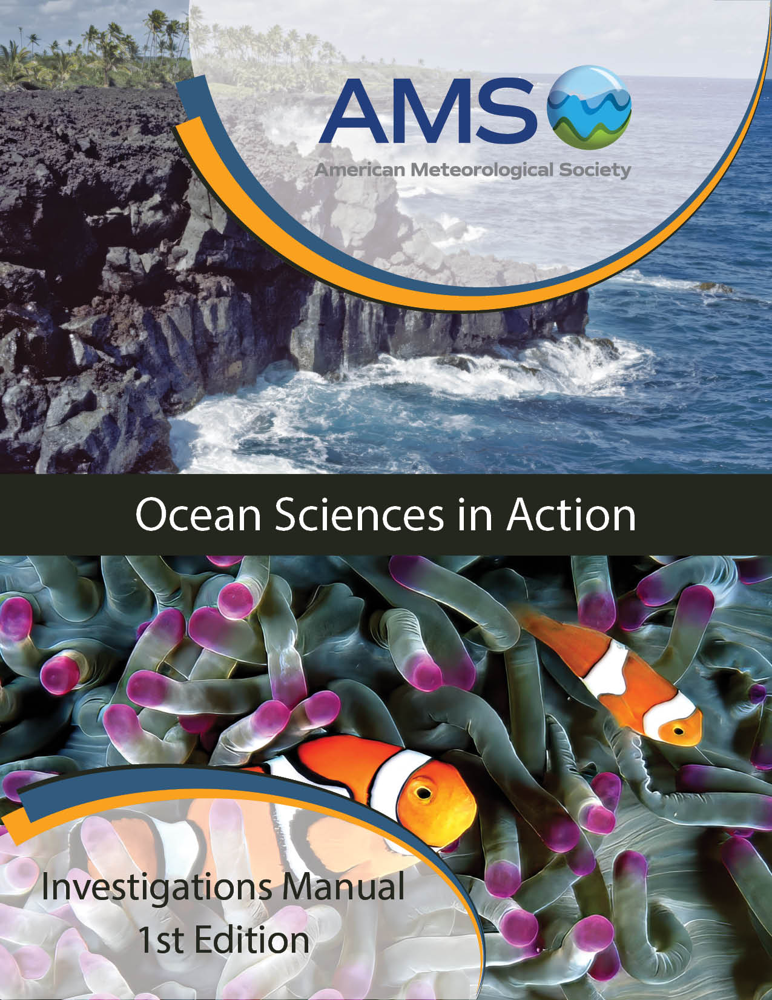 AMS
American Meteorological Society
Ocean Sciences in Action
Investigations Manual
1st Edition